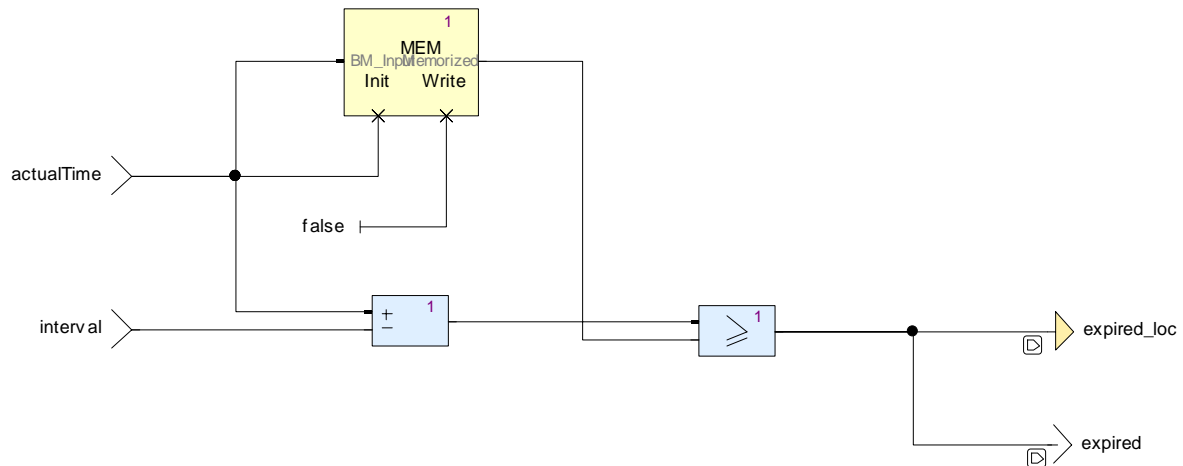 1
MEM
BM_Input Memorized
Init Write
actualTime
false
interval
+
−
1
≥
1
expired_loc
expired